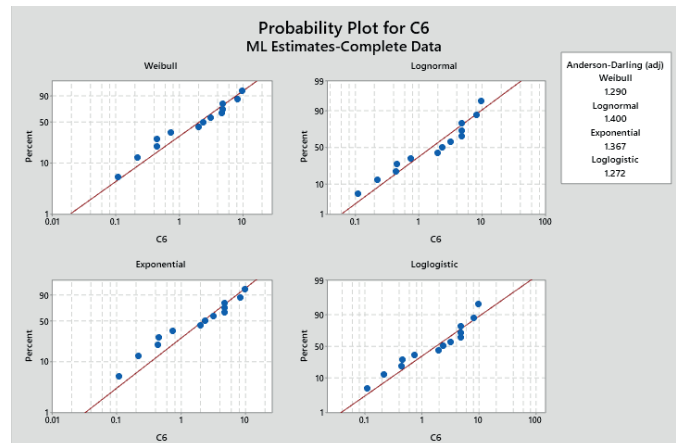 Probability Plot for C6
ML Estimates-Complete Data
Weibull
Percent
90
50
10
1
0.01
0.1
1
10
C6
Lognormal
Percent
99
90
50
10
1
0.1
1
10
100
C6
Anderson-Darling (adj)
Weibull
1.290
Lognormal
1.400
Exponential
1.367
Loglogistic
1.272
Exponential
Percent
90
50
10
1
0.01
0.1
1
10
C6
Loglogistic
Percent
99
90
50
10
1
0.1
1
10
100
C6